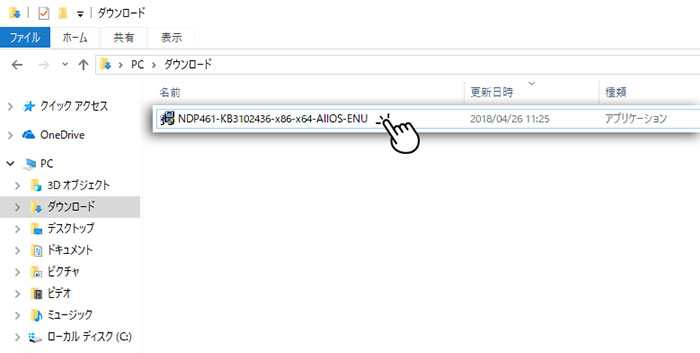 ダウンロード
ファイル ホーム 共有 表示
PC ダウンロード
名前 更新日時 種類
NDP461-KB3102436-x86-x64-AllOS-ENU 2018/04/26 11:25 アプリケーション
クイック アクセス
OneDrive
PC
3D オブジェクト
ダウンロード
デスクトップ
ドキュメント
ピクチャ
ビデオ
ミュージック
ローカル ディスク (C:)